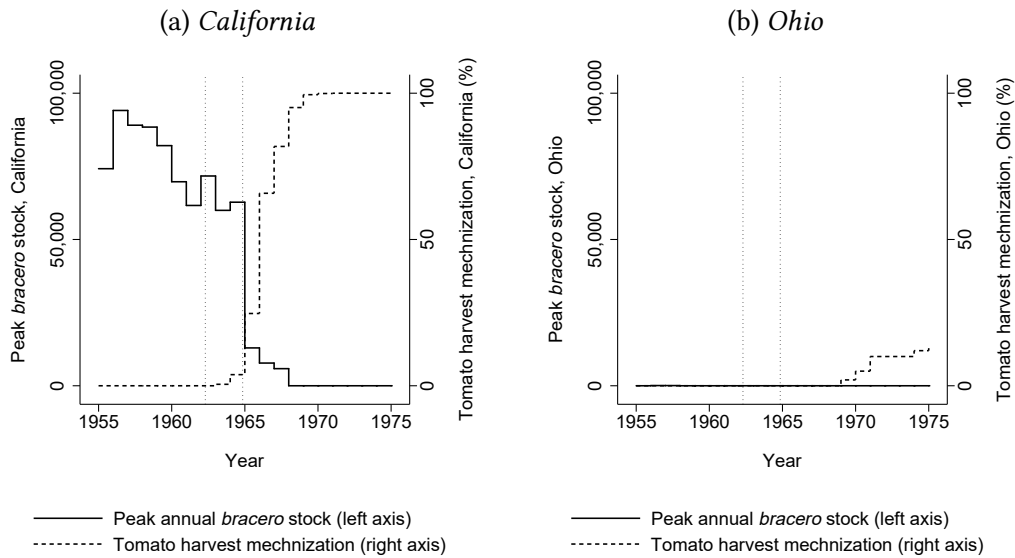 (a) California
Peak bracero stock, California
100,000
50,000
0
Tomato harvest mechnization, California (%)
100
50
0
1955 1960 1965 1970 1975
Year
Peak annual bracero stock (left axis)
Tomato harvest mechnization (right axis)
(b) Ohio
Peak bracero stock, Ohio
100,000
50,000
0
Tomato harvest mechnization, Ohio (%)
100
50
0
1955 1960 1965 1970 1975
Year
Peak annual bracero stock (left axis)
Tomato harvest mechnization (right axis)